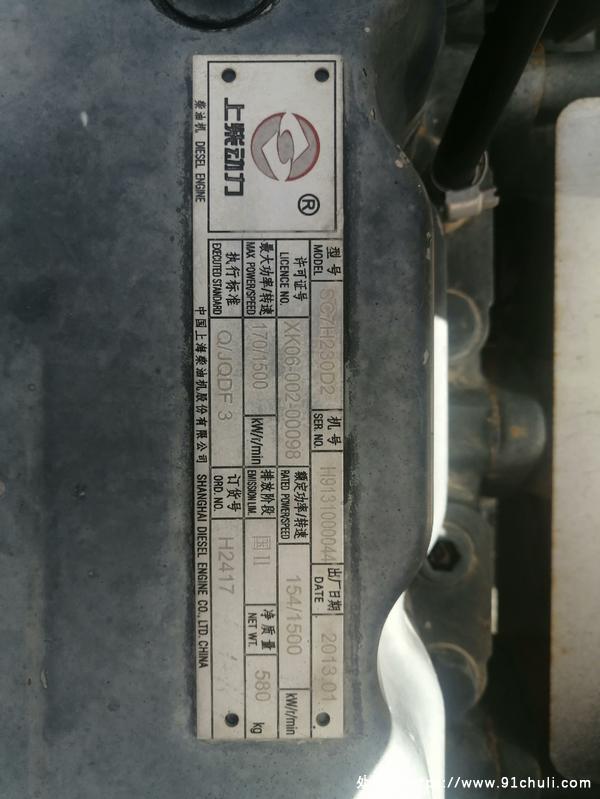 上柴动力
®
柴油机 DIESEL ENGINE
型号 MODEL SC7H230D2 机号 SER. NO. H9131000044 出厂日期 DATE 2013.01
许可证号 LICENCE NO. XK06-002-00098 额定功率/转速 RATED POWER/SPEED 154/1500 kW/r/min
最大功率/转速 MAX POWER/SPEED 170/1500 kW/r/min 排放阶段 EMISSION LIM. 国II 净质量 NET WT. 580 kg
执行标准 EXECUTED STANDARD Q/JQDF 3 订货号 ORD. NO. H2417
中国上海柴油机股份有限公司 SHANGHAI DIESEL ENGINE CO., LTD. CHINA
https://www.91chuli.com